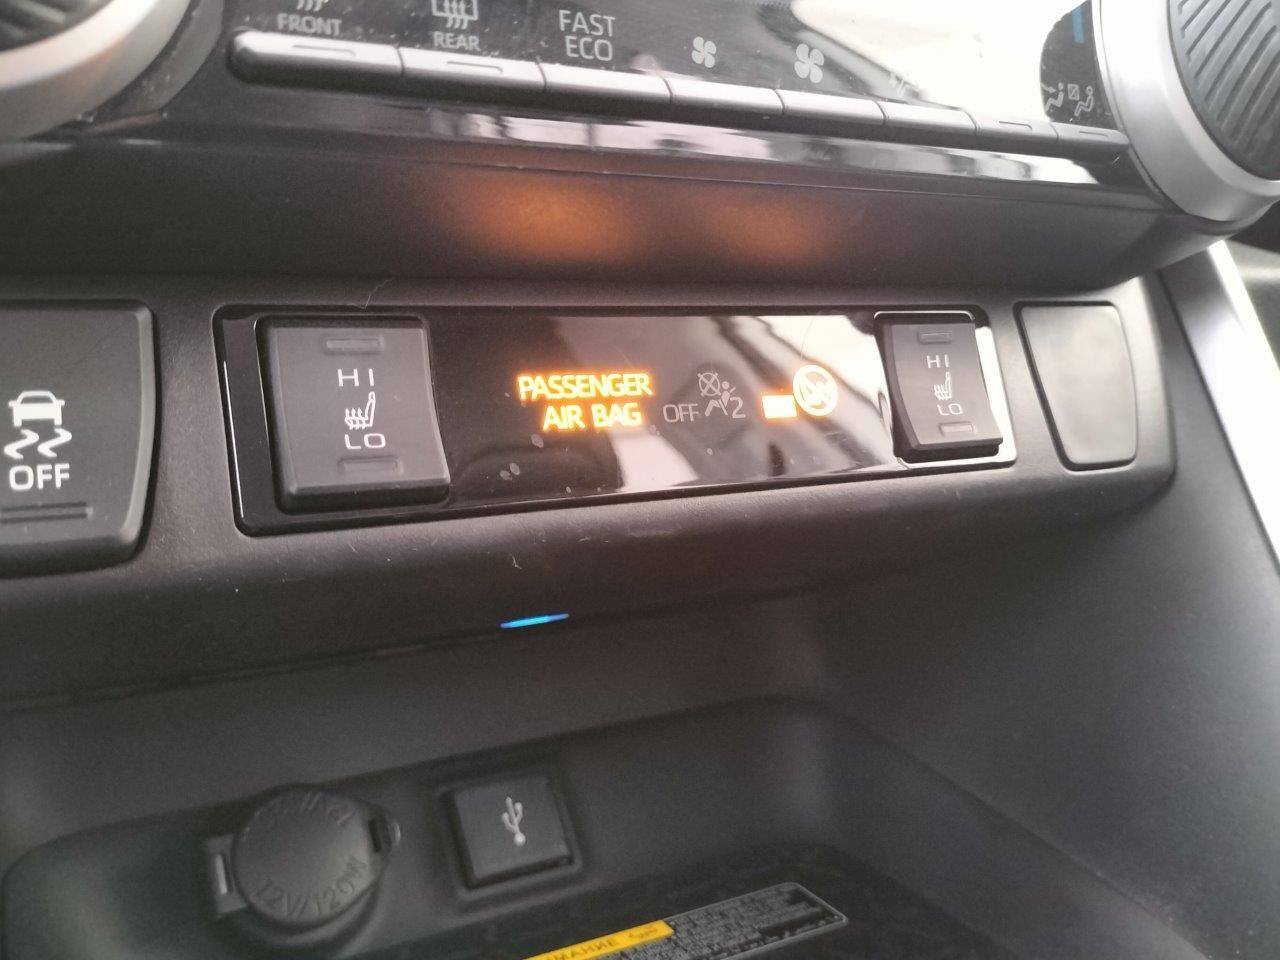 FRONT
REAR
FAST
ECO
OFF
HI
LO
PASSENGER
AIR BAG
OFF
2
HI
LO
12V/120W